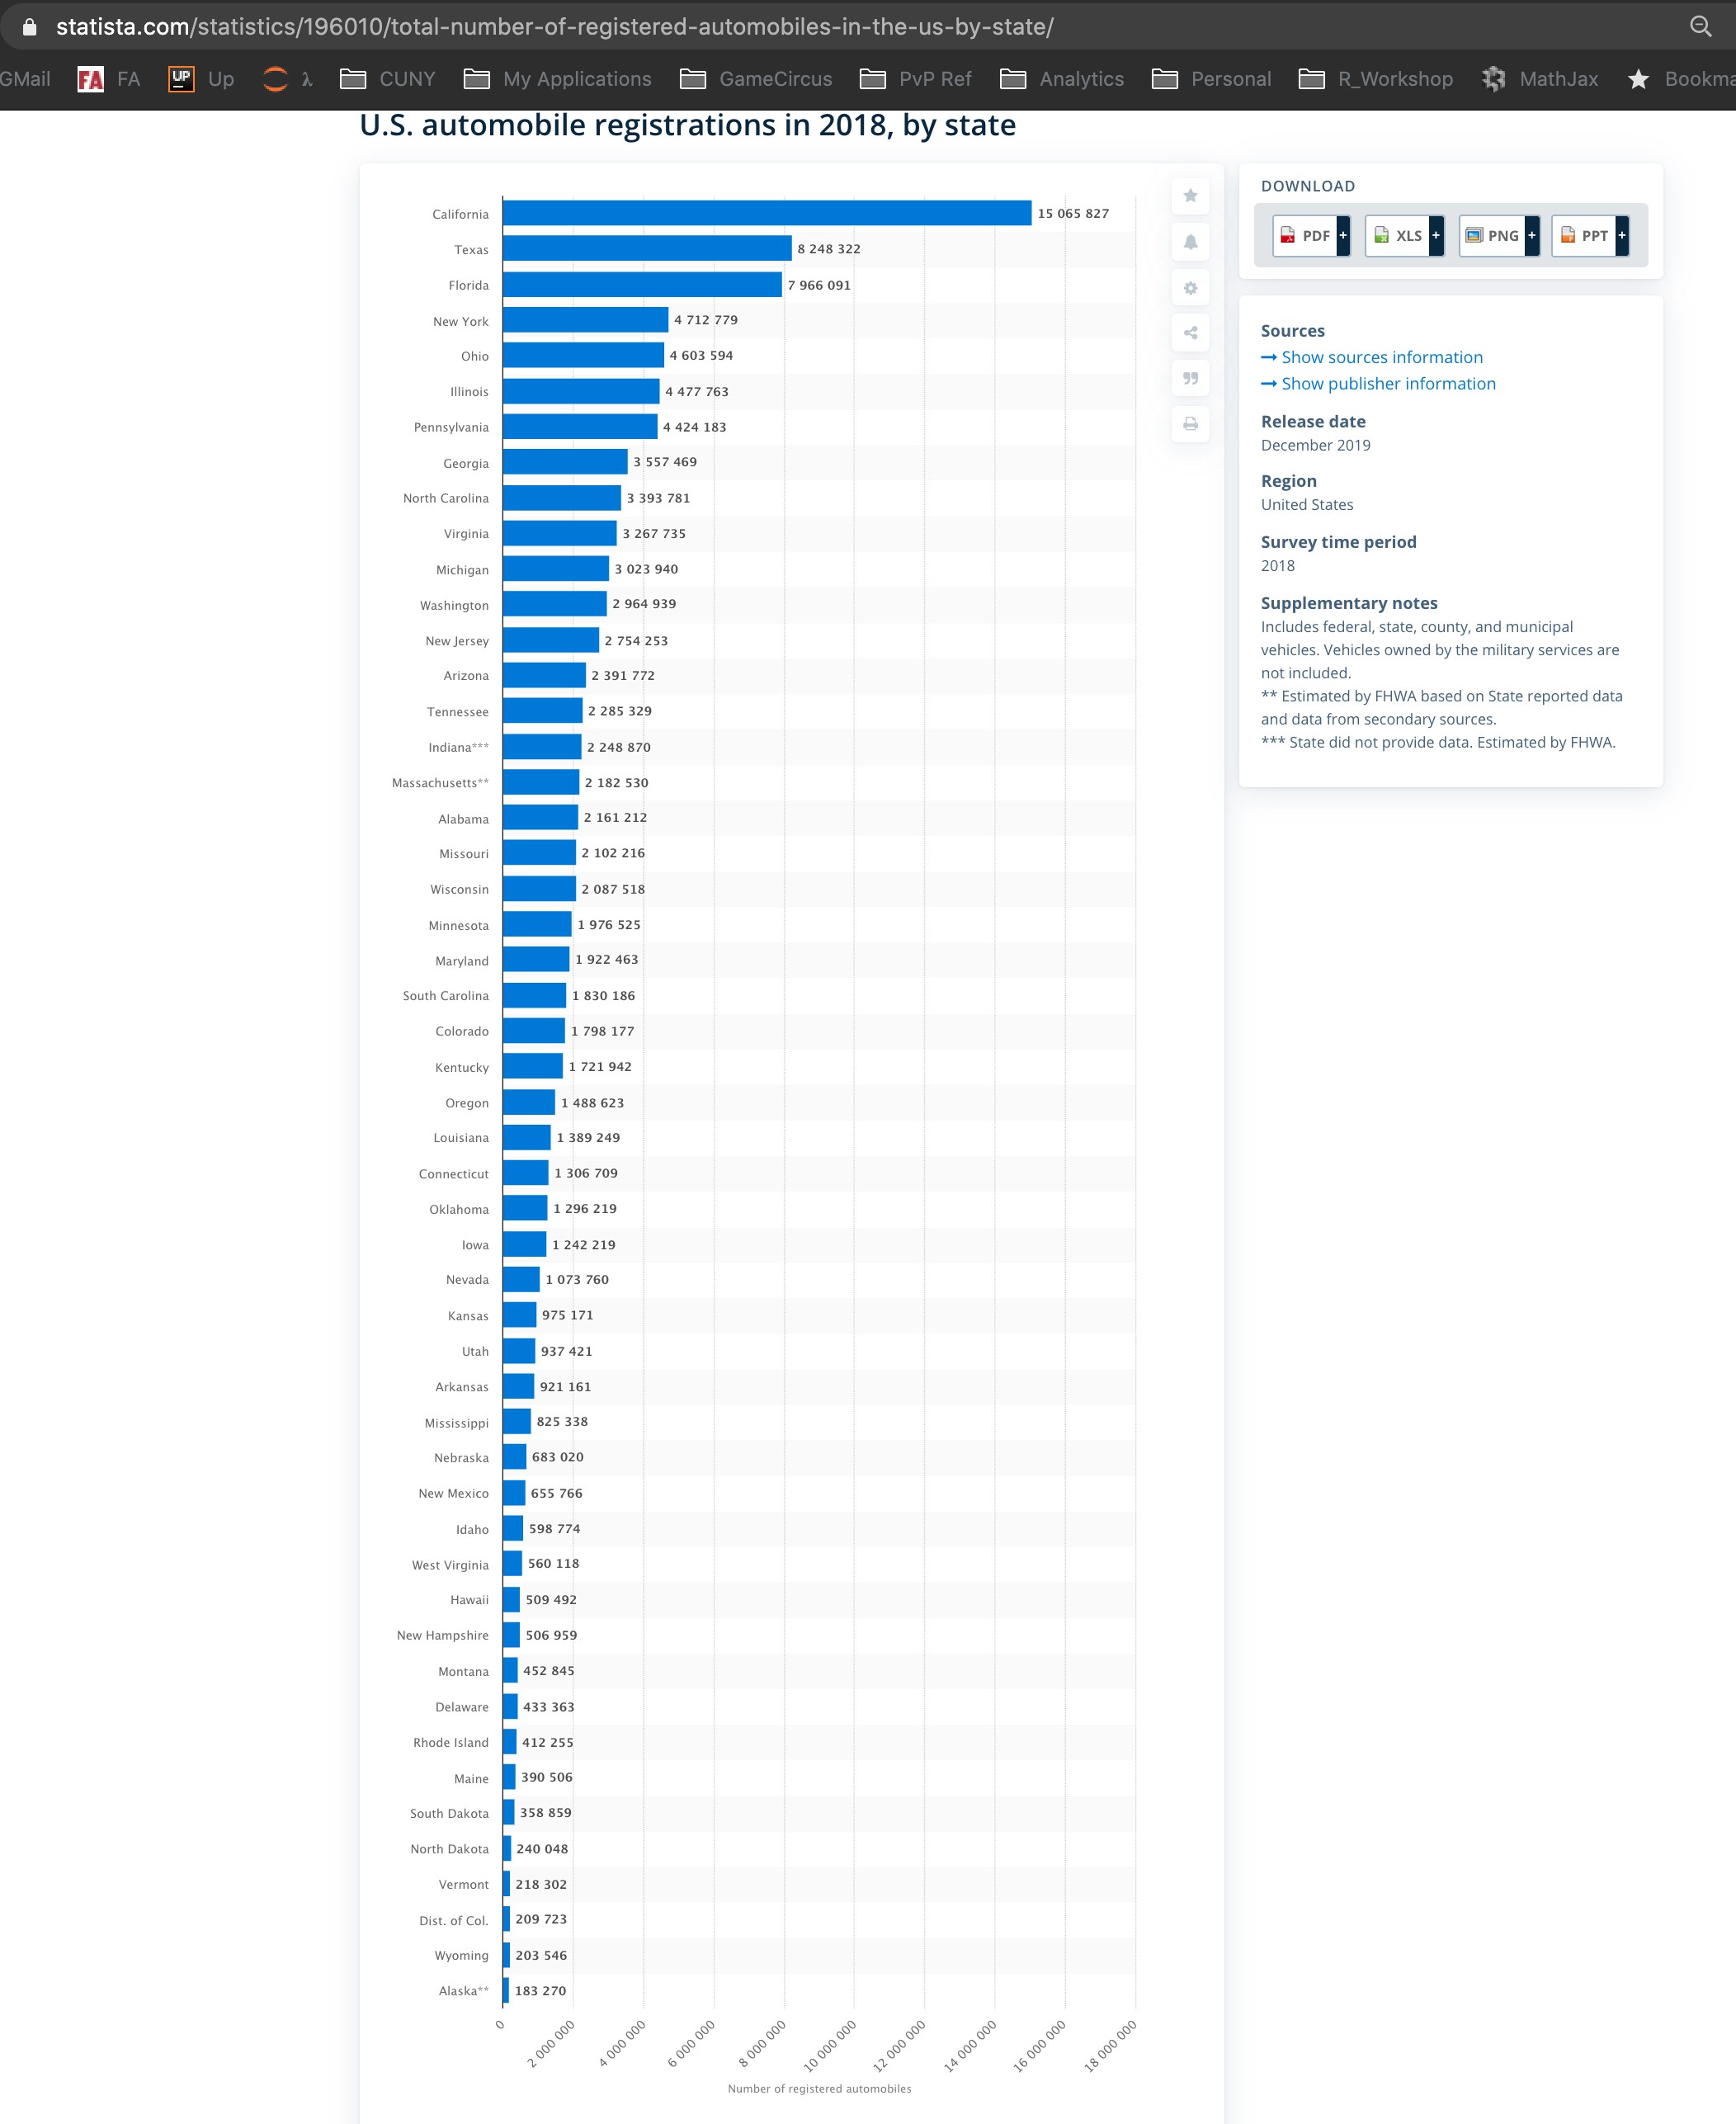 statista.com/statistics/196010/total-number-of-registered-automobiles-in-the-us-by-state/
GMail FA FA UP Up λ CUNY My Applications GameCircus PvP Ref Analytics Personal R_Workshop MathJax Bookma
U.S. automobile registrations in 2018, by state
California 15 065 827
Texas 8 248 322
Florida 7 966 091
New York 4 712 779
Ohio 4 603 594
Illinois 4 477 763
Pennsylvania 4 424 183
Georgia 3 557 469
North Carolina 3 393 781
Virginia 3 267 735
Michigan 3 023 940
Washington 2 964 939
New Jersey 2 754 253
Arizona 2 391 772
Tennessee 2 285 329
Indiana*** 2 248 870
Massachusetts** 2 182 530
Alabama 2 161 212
Missouri 2 102 216
Wisconsin 2 087 518
Minnesota 1 976 525
Maryland 1 922 463
South Carolina 1 830 186
Colorado 1 798 177
Kentucky 1 721 942
Oregon 1 488 623
Louisiana 1 389 249
Connecticut 1 306 709
Oklahoma 1 296 219
Iowa 1 242 219
Nevada 1 073 760
Kansas 975 171
Utah 937 421
Arkansas 921 161
Mississippi 825 338
Nebraska 683 020
New Mexico 655 766
Idaho 598 774
West Virginia 560 118
Hawaii 509 492
New Hampshire 506 959
Montana 452 845
Delaware 433 363
Rhode Island 412 255
Maine 390 506
South Dakota 358 859
North Dakota 240 048
Vermont 218 302
Dist. of Col. 209 723
Wyoming 203 546
Alaska** 183 270
0 2 000 000 4 000 000 6 000 000 8 000 000 10 000 000 12 000 000 14 000 000 16 000 000 18 000 000
Number of registered automobiles
DOWNLOAD
PDF + XLS + PNG + PPT +
Sources
→ Show sources information
→ Show publisher information
Release date
December 2019
Region
United States
Survey time period
2018
Supplementary notes
Includes federal, state, county, and municipal
vehicles. Vehicles owned by the military services are
not included.
** Estimated by FHWA based on State reported data
and data from secondary sources.
*** State did not provide data. Estimated by FHWA.